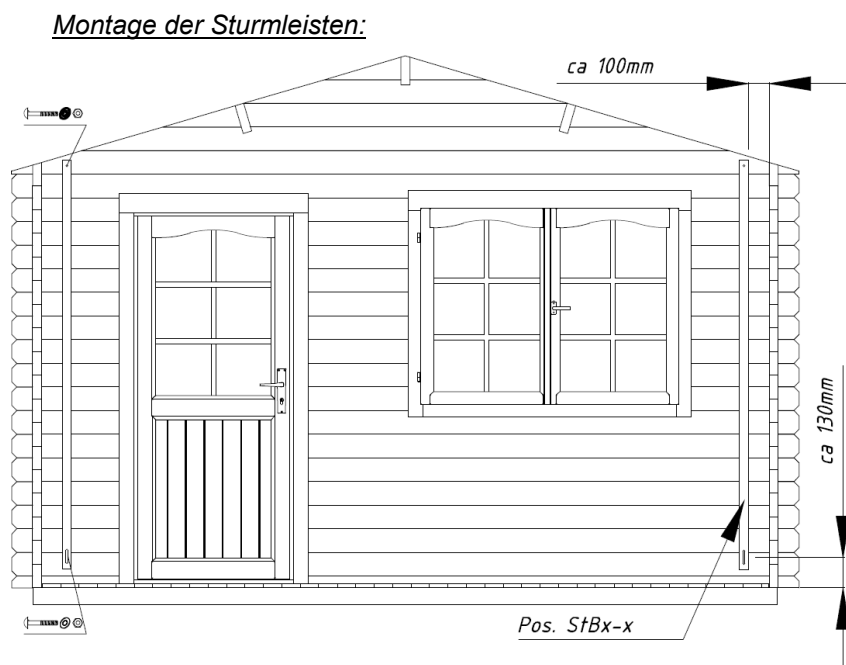 Montage der Sturmleisten:
ca 100mm
ca 130mm
Pos. StBx-x